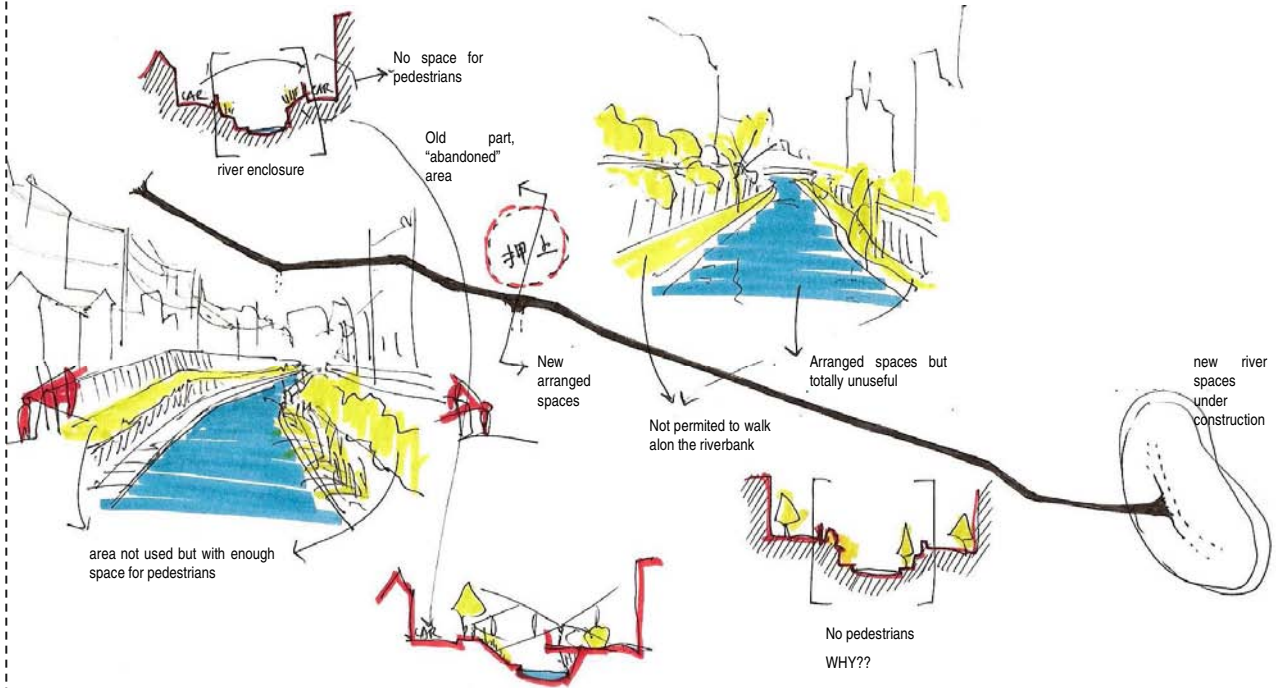 No space for
pedestrians
CAR
CAR
river enclosure
Old part,
“abandoned”
area
押上
New
arranged
spaces
Arranged spaces but
totally unuseful
Not permited to walk
alon the riverbank
new river
spaces
under
construction
area not used but with enough
space for pedestrians
CAR
No pedestrians
WHY??